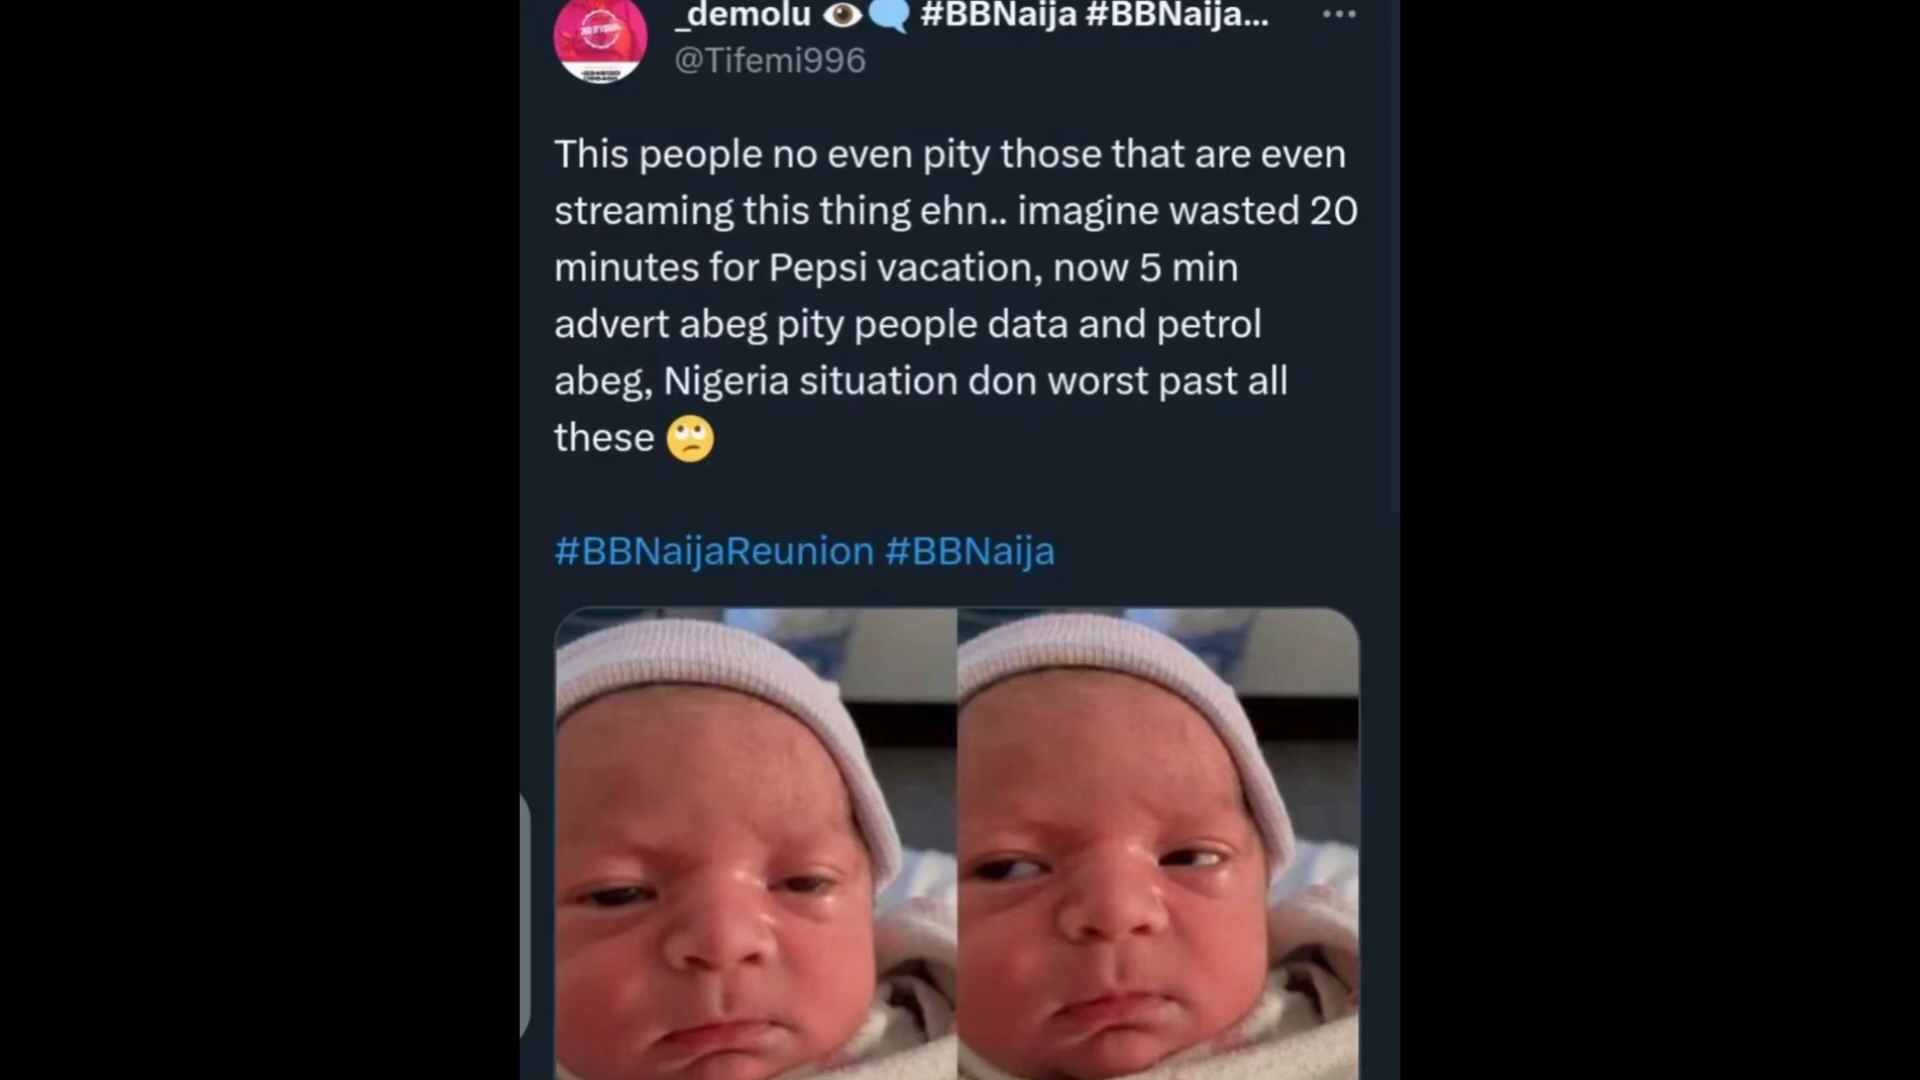 _demolu 👁️🗨️ #BBNaija #BBNaija...
@Tifemi996
This people no even pity those that are even
streaming this thing ehn.. imagine wasted 20
minutes for Pepsi vacation, now 5 min
advert abeg pity people data and petrol
abeg, Nigeria situation don worst past all
these 🙄
#BBNaijaReunion #BBNaija